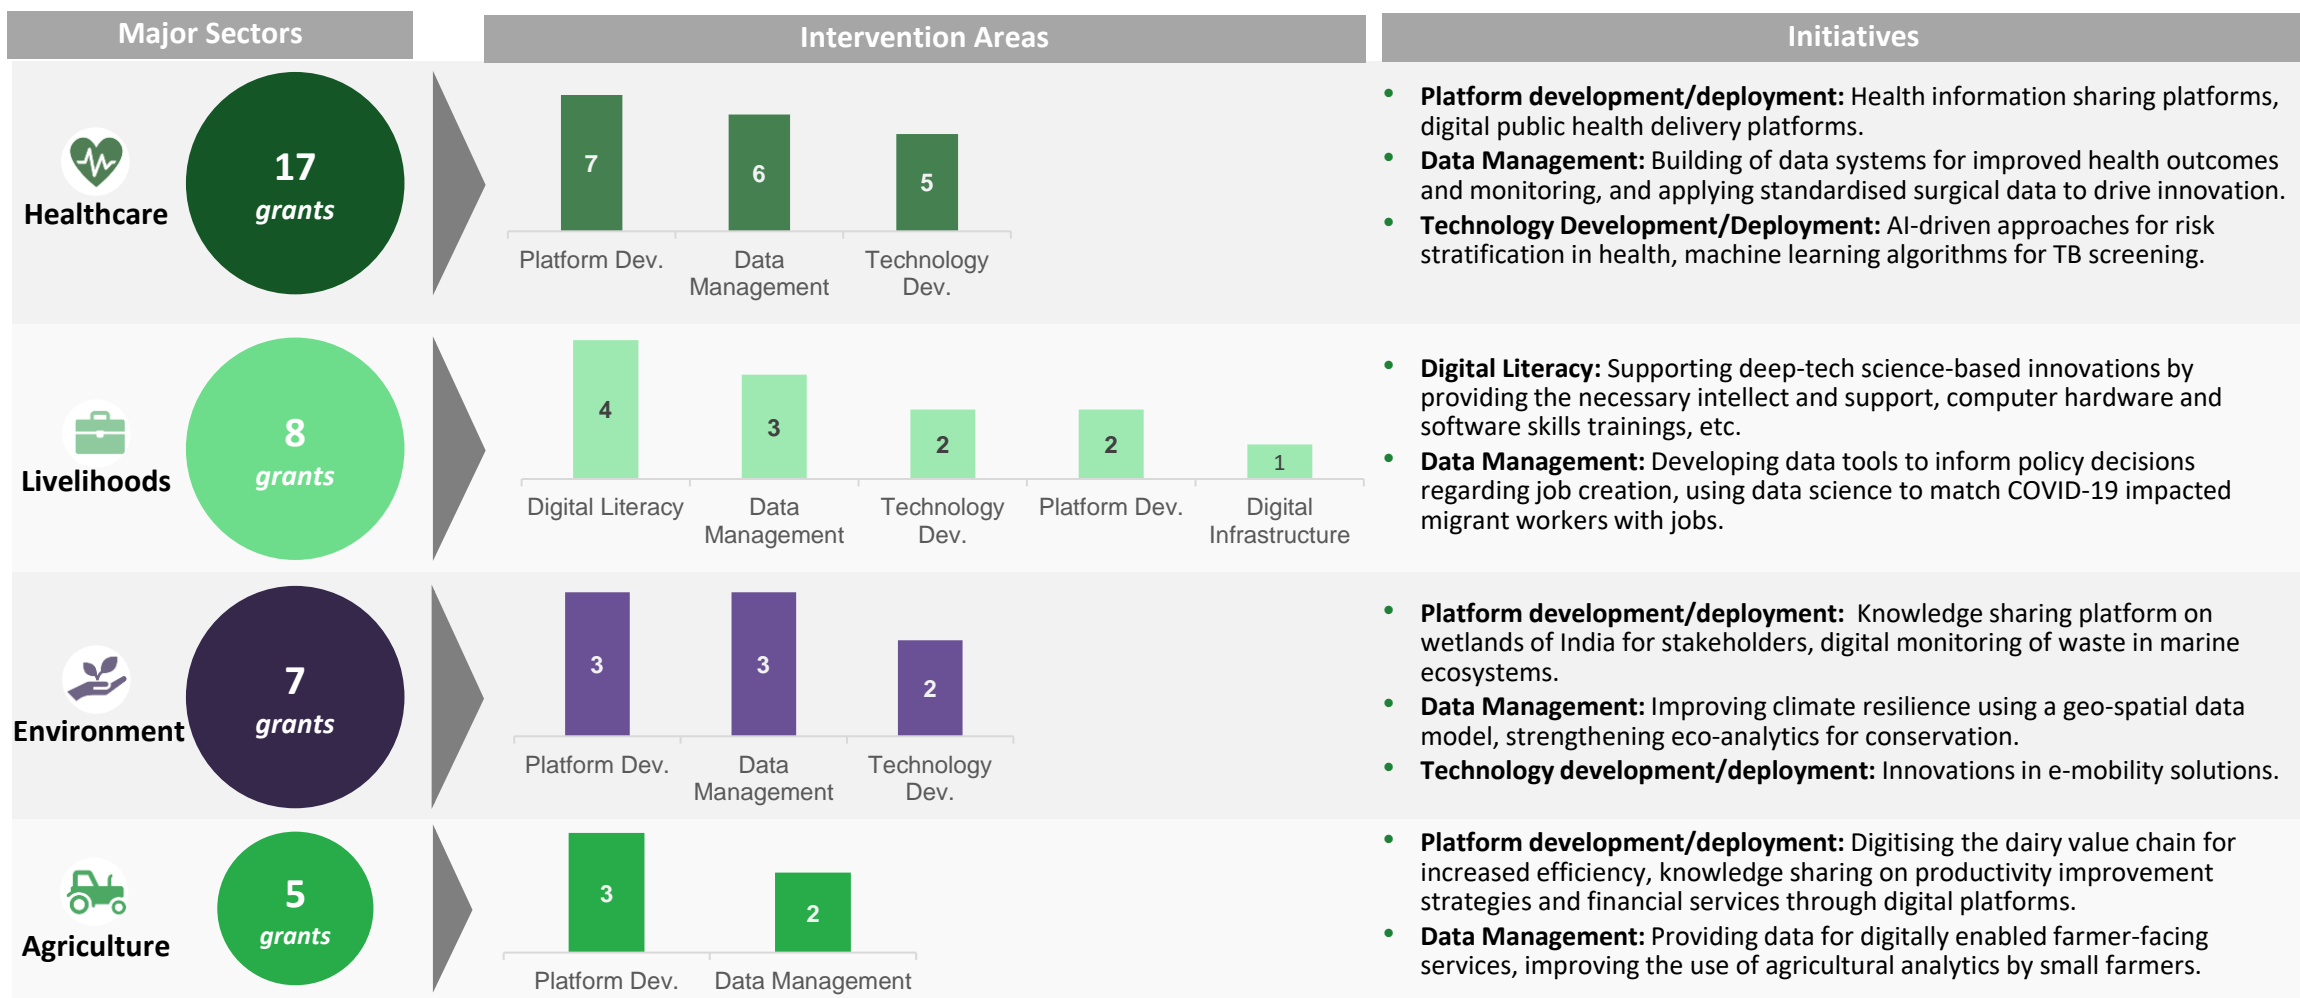 Major Sectors
Intervention Areas
Initiatives
Healthcare
17
grants
7
6
5
Platform Dev.
Data
Management
Technology
Dev.
• Platform development/deployment: Health information sharing platforms,
digital public health delivery platforms.
• Data Management: Building of data systems for improved health outcomes
and monitoring, and applying standardised surgical data to drive innovation.
• Technology Development/Deployment: AI-driven approaches for risk
stratification in health, machine learning algorithms for TB screening.
Livelihoods
8
grants
4
3
2
2
1
Digital Literacy
Data
Management
Technology
Dev.
Platform Dev.
Digital
Infrastructure
• Digital Literacy: Supporting deep-tech science-based innovations by
providing the necessary intellect and support, computer hardware and
software skills trainings, etc.
• Data Management: Developing data tools to inform policy decisions
regarding job creation, using data science to match COVID-19 impacted
migrant workers with jobs.
Environment
7
grants
3
3
2
Platform Dev.
Data
Management
Technology
Dev.
• Platform development/deployment: Knowledge sharing platform on
wetlands of India for stakeholders, digital monitoring of waste in marine
ecosystems.
• Data Management: Improving climate resilience using a geo-spatial data
model, strengthening eco-analytics for conservation.
• Technology development/deployment: Innovations in e-mobility solutions.
Agriculture
5
grants
3
2
Platform Dev.
Data Management
• Platform development/deployment: Digitising the dairy value chain for
increased efficiency, knowledge sharing on productivity improvement
strategies and financial services through digital platforms.
• Data Management: Providing data for digitally enabled farmer-facing
services, improving the use of agricultural analytics by small farmers.